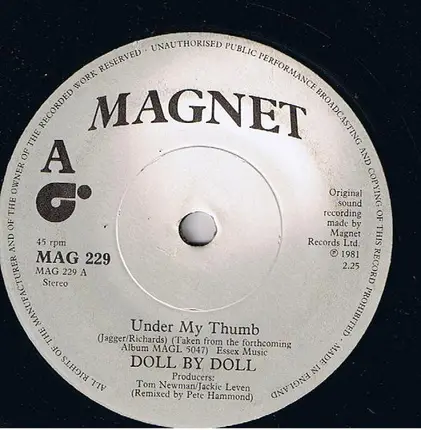 ALL RIGHTS OF THE MANUFACTURER AND OF THE OWNER OF THE RECORDED WORK RESERVED · UNAUTHORISED PUBLIC PERFORMANCE BROADCASTING AND COPYING OF THIS RECORD PROHIBITED · MADE IN ENGLAND
MAGNET
A
45 rpm
MAG 229
MAG 229 A
Stereo
Original
sound
recording
made by
Magnet
Records Ltd.
℗ 1981
2.25
Under My Thumb
(Jagger/Richards) (Taken from the forthcoming
Album MAGL 5047) Essex Music
DOLL BY DOLL
Producers:
Tom Newman/Jackie Leven
(Remixed by Pete Hammond)